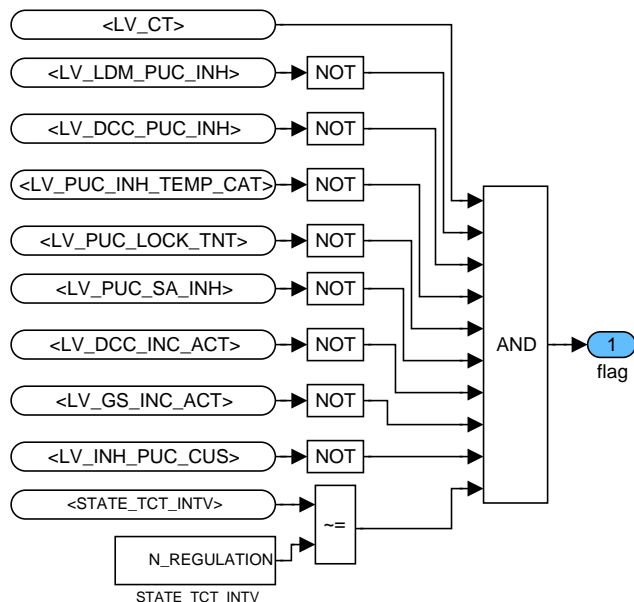 <LV_CT>
<LV_LDM_PUC_INH>
NOT
<LV_DCC_PUC_INH>
NOT
<LV_PUC_INH_TEMP_CAT>
NOT
<LV_PUC_LOCK_TNT>
NOT
<LV_PUC_SA_INH>
NOT
<LV_DCC_INC_ACT>
NOT
<LV_GS_INC_ACT>
NOT
<LV_INH_PUC_CUS>
NOT
<STATE_TCT_INTV>
~=
N_REGULATION
STATE_TCT_INTV
AND
1
flag